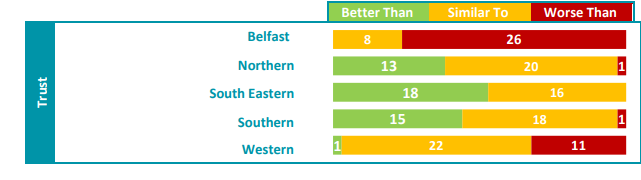 Better Than Similar To Worse Than
Trust
Belfast 8 26
Northern 13 20 1
South Eastern 18 16
Southern 15 18 1
Western 1 22 11